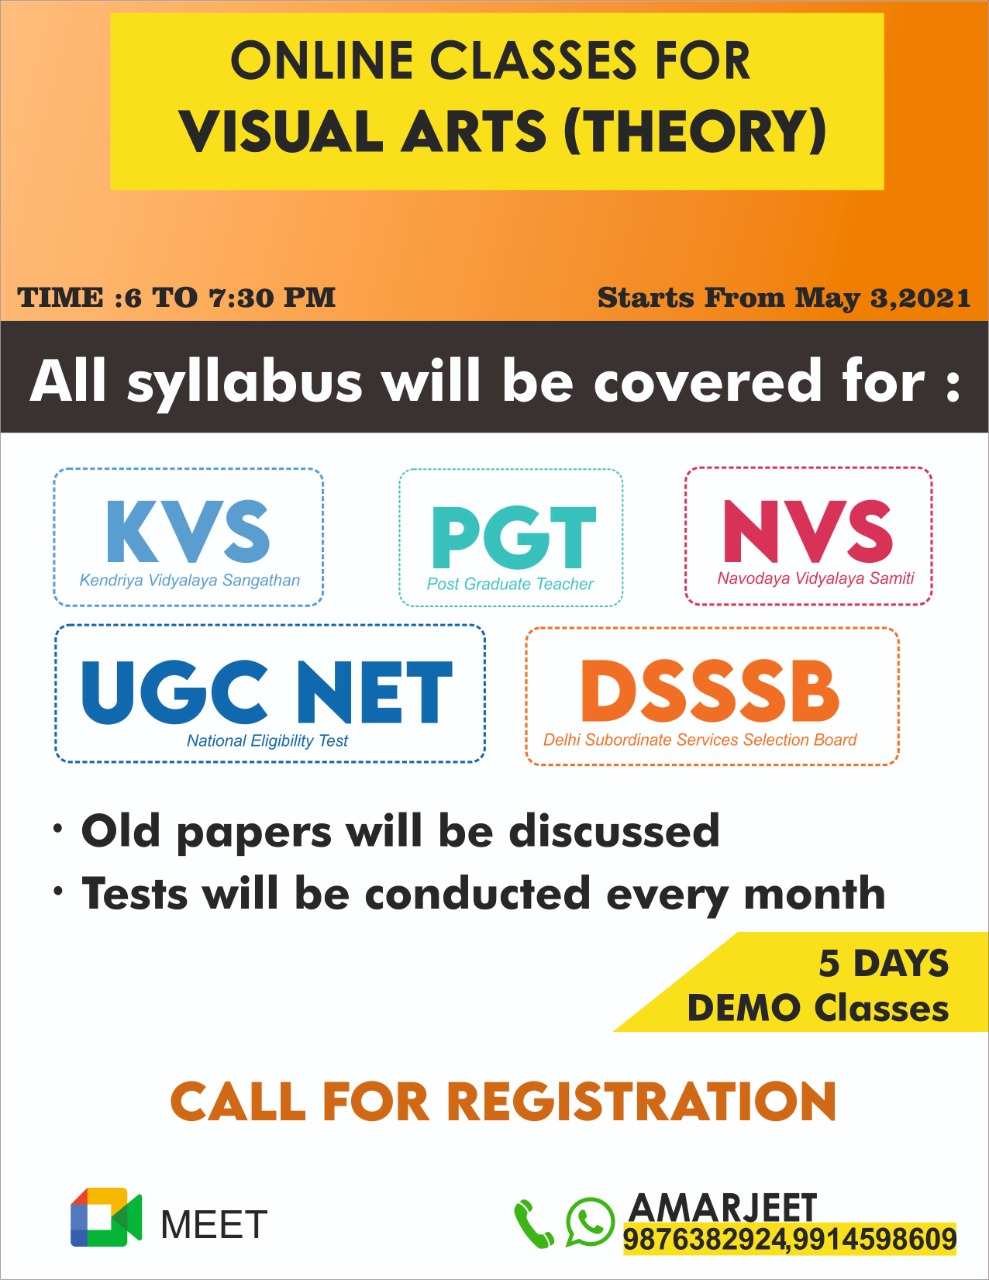 ONLINE CLASSES FOR
VISUAL ARTS (THEORY)
TIME :6 TO 7:30 PM
Starts From May 3,2021
All syllabus will be covered for :
KVS
Kendriya Vidyalaya Sangathan
PGT
Post Graduate Teacher
NVS
Navodaya Vidyalaya Samiti
UGC NET
National Eligibility Test
DSSSB
Delhi Subordinate Services Selection Board
· Old papers will be discussed
· Tests will be conducted every month
5 DAYS
DEMO Classes
CALL FOR REGISTRATION
MEET
AMARJEET
9876382924,9914598609